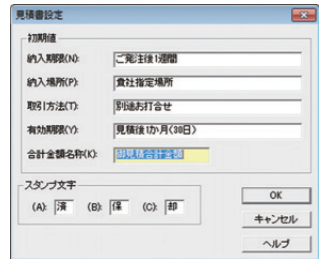 見積書設定
初期値
納入期限(N): ご発注後1週間
納入場所(P): 貴社指定場所
取引方法(T): 別途お打合せ
有効期限(Y): 見積後1か月(30日)
合計金額名称(K): 御見積合計金額
スタンプ文字
(A): 済 (B): 保 (C): 却
OK
キャンセル
ヘルプ